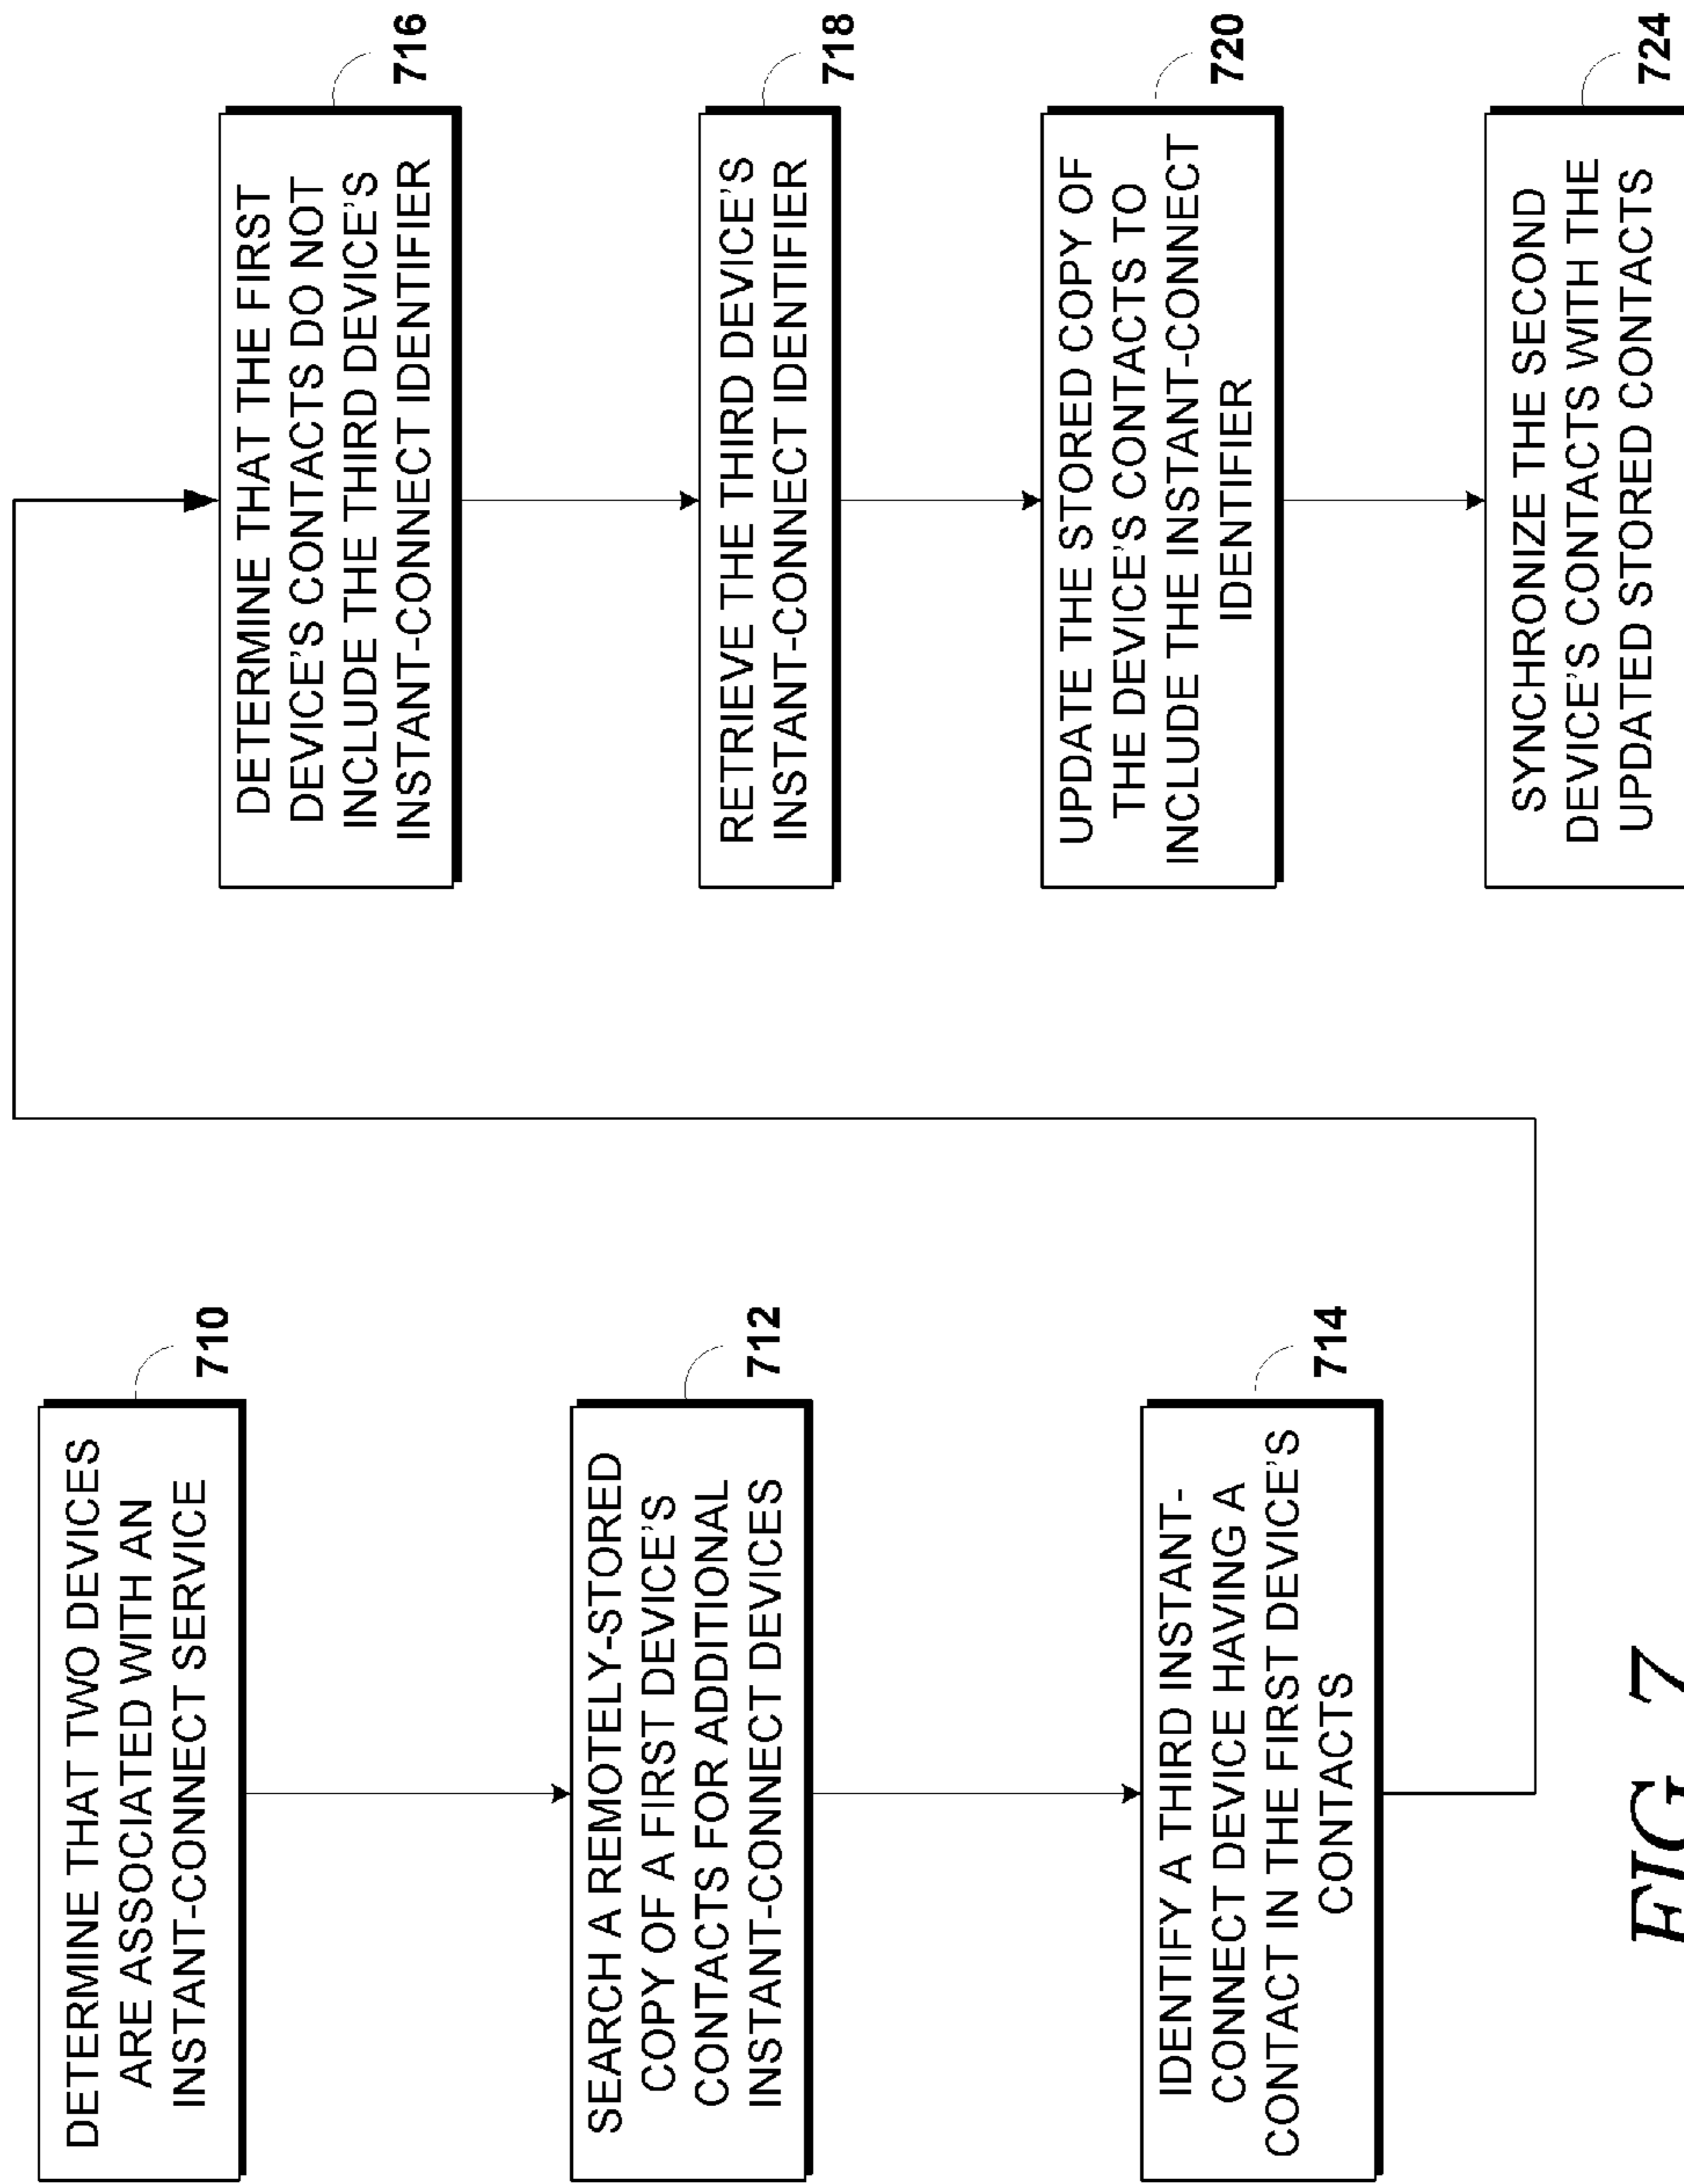 DETERMINE THAT TWO DEVICES
ARE ASSOCIATED WITH AN
INSTANT-CONNECT SERVICE
710
SEARCH A REMOTELY-STORED
COPY OF A FIRST DEVICE'S
CONTACTS FOR ADDITIONAL
INSTANT-CONNECT DEVICES
712
IDENTIFY A THIRD INSTANT-
CONNECT DEVICE HAVING A
CONTACT IN THE FIRST DEVICE'S
CONTACTS
714
DETERMINE THAT THE FIRST
DEVICE'S CONTACTS DO NOT
INCLUDE THE THIRD DEVICE'S
INSTANT-CONNECT IDENTIFIER
716
RETRIEVE THE THIRD DEVICE'S
INSTANT-CONNECT IDENTIFIER
718
UPDATE THE STORED COPY OF
THE DEVICE'S CONTACTS TO
INCLUDE THE INSTANT-CONNECT
IDENTIFIER
720
SYNCHRONIZE THE SECOND
DEVICE'S CONTACTS WITH THE
UPDATED STORED CONTACTS
724
FIG. 7